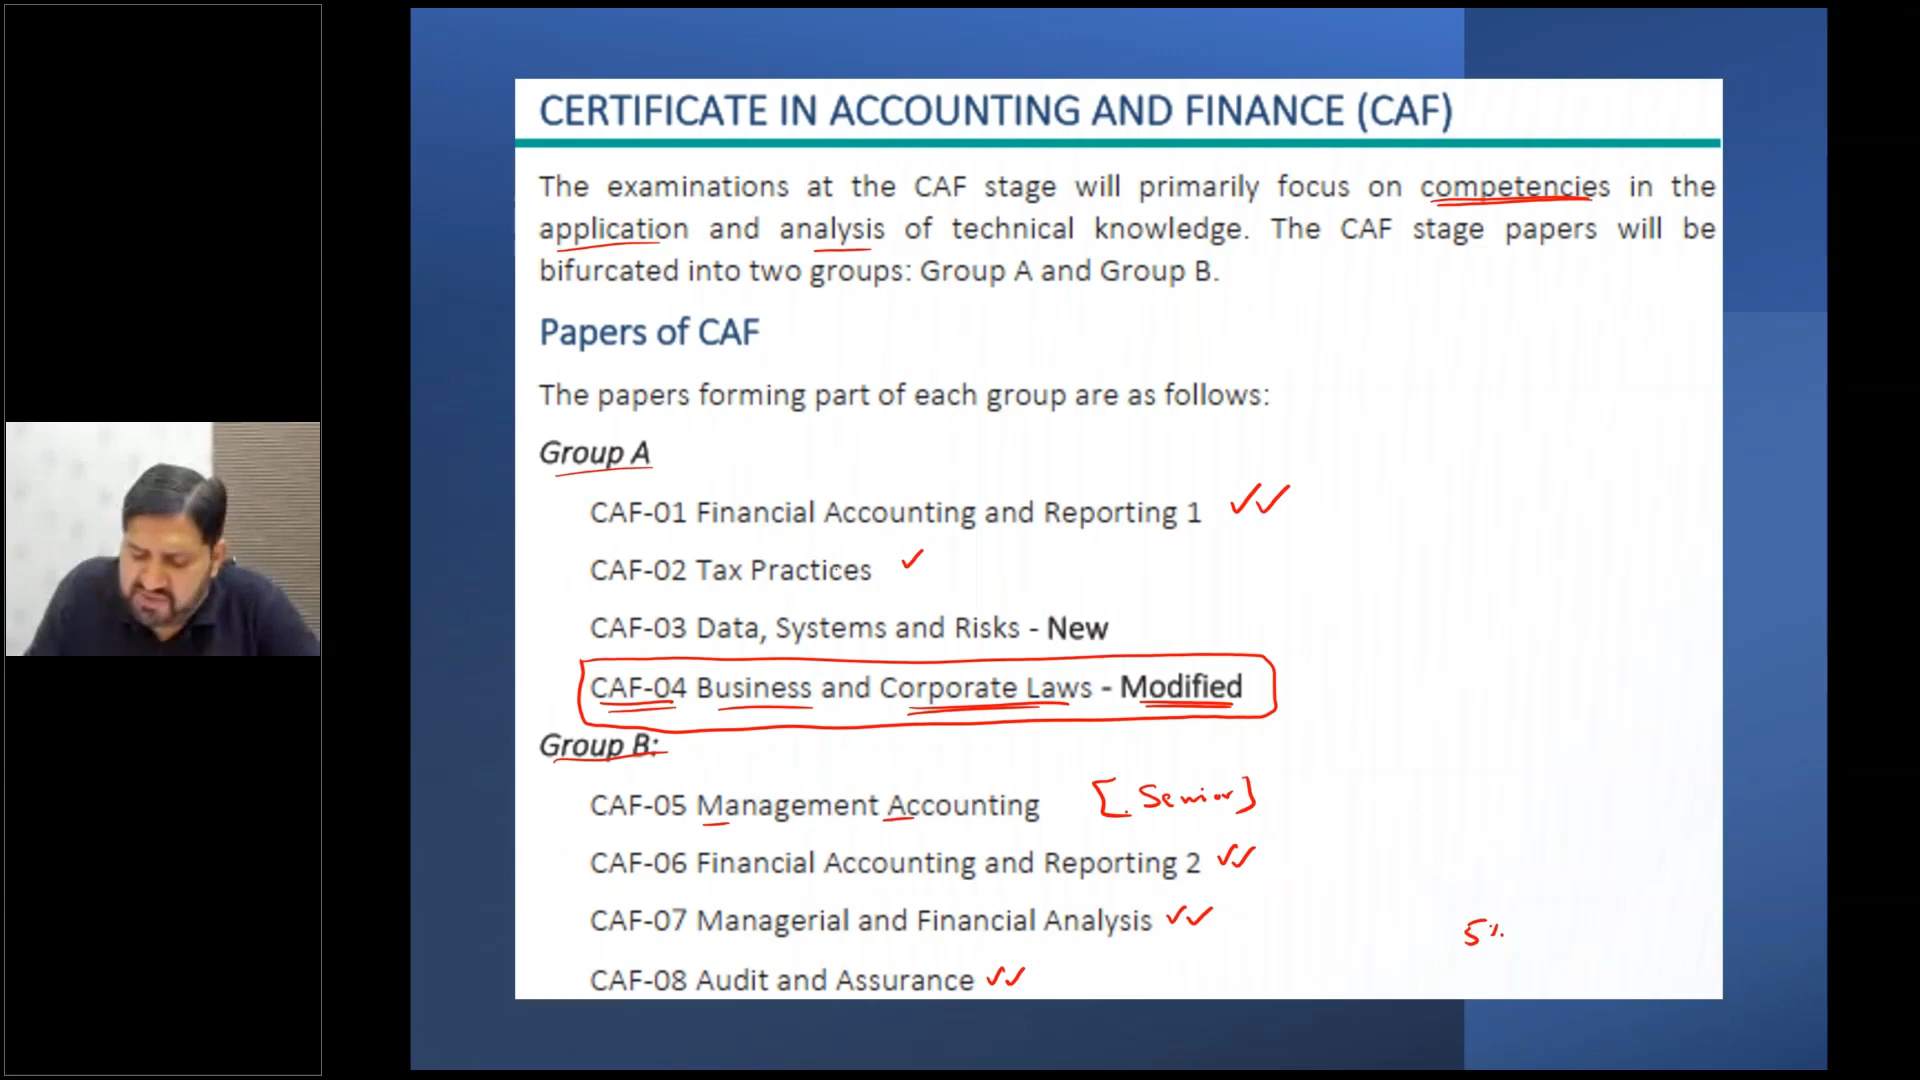 CERTIFICATE IN ACCOUNTING AND FINANCE (CAF)
The examinations at the CAF stage will primarily focus on competencies in the
application and analysis of technical knowledge. The CAF stage papers will be
bifurcated into two groups: Group A and Group B.
Papers of CAF
The papers forming part of each group are as follows:
Group A
CAF-01 Financial Accounting and Reporting 1
CAF-02 Tax Practices
CAF-03 Data, Systems and Risks - New
CAF-04 Business and Corporate Laws - Modified
Group B:
CAF-05 Management Accounting [. Senior]
CAF-06 Financial Accounting and Reporting 2
CAF-07 Managerial and Financial Analysis
5%
CAF-08 Audit and Assurance